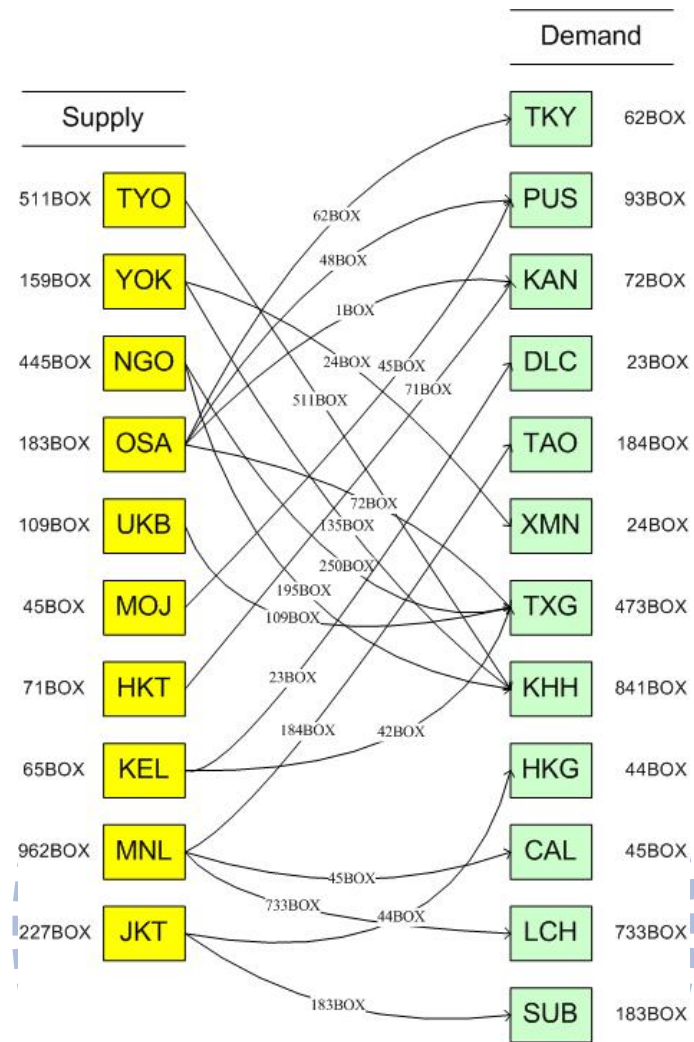 Demand
Supply
TKY 62BOX
511BOX TYO
PUS 93BOX
62BOX
48BOX
159BOX YOK
KAN 72BOX
1BOX
445BOX NGO
24BOX
45BOX
DLC 23BOX
71BOX
511BOX
183BOX OSA
TAO 184BOX
72BOX
109BOX UKB
135BOX
XMN 24BOX
250BOX
195BOX
45BOX MOJ
109BOX
TXG 473BOX
71BOX HKT
23BOX
KHH 841BOX
184BOX
42BOX
65BOX KEL
HKG 44BOX
962BOX MNL
CAL 45BOX
45BOX
733BOX
44BOX
227BOX JKT
LCH 733BOX
183BOX
SUB 183BOX